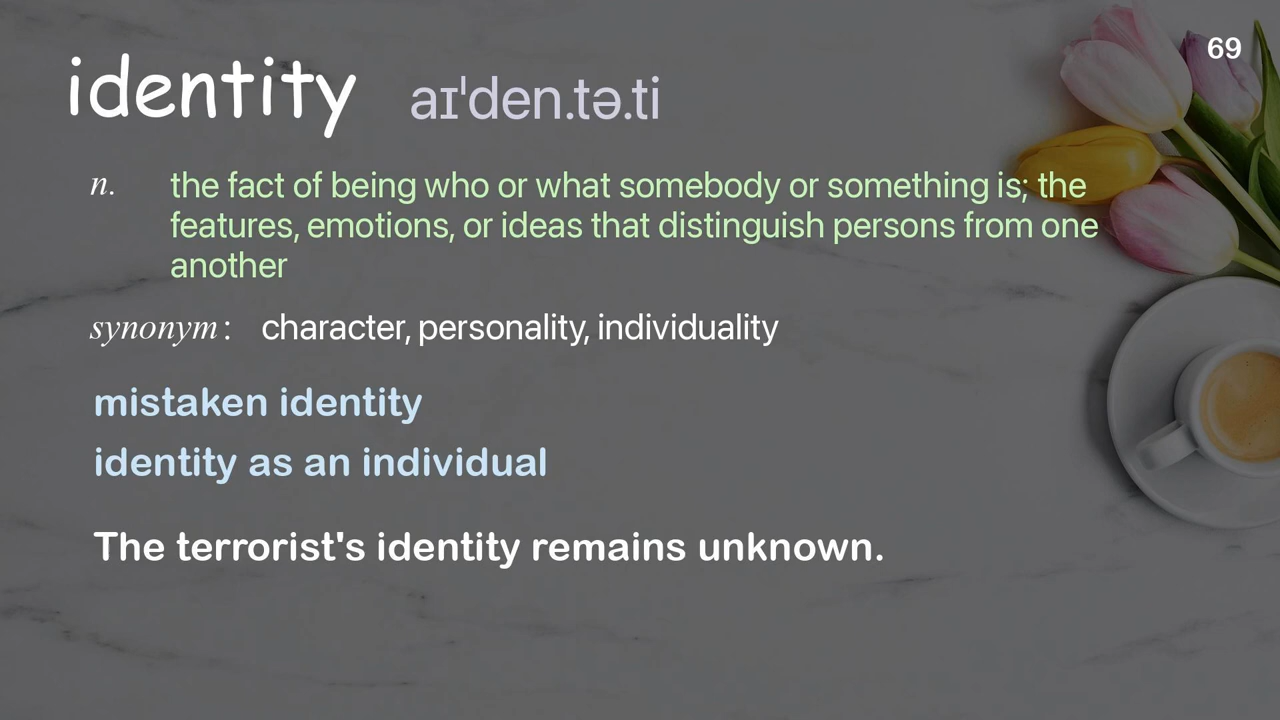 69
identity aɪˈden.tə.ti
n. the fact of being who or what somebody or something is; the
features, emotions, or ideas that distinguish persons from one
another
synonym: character, personality, individuality
mistaken identity
identity as an individual
The terrorist's identity remains unknown.